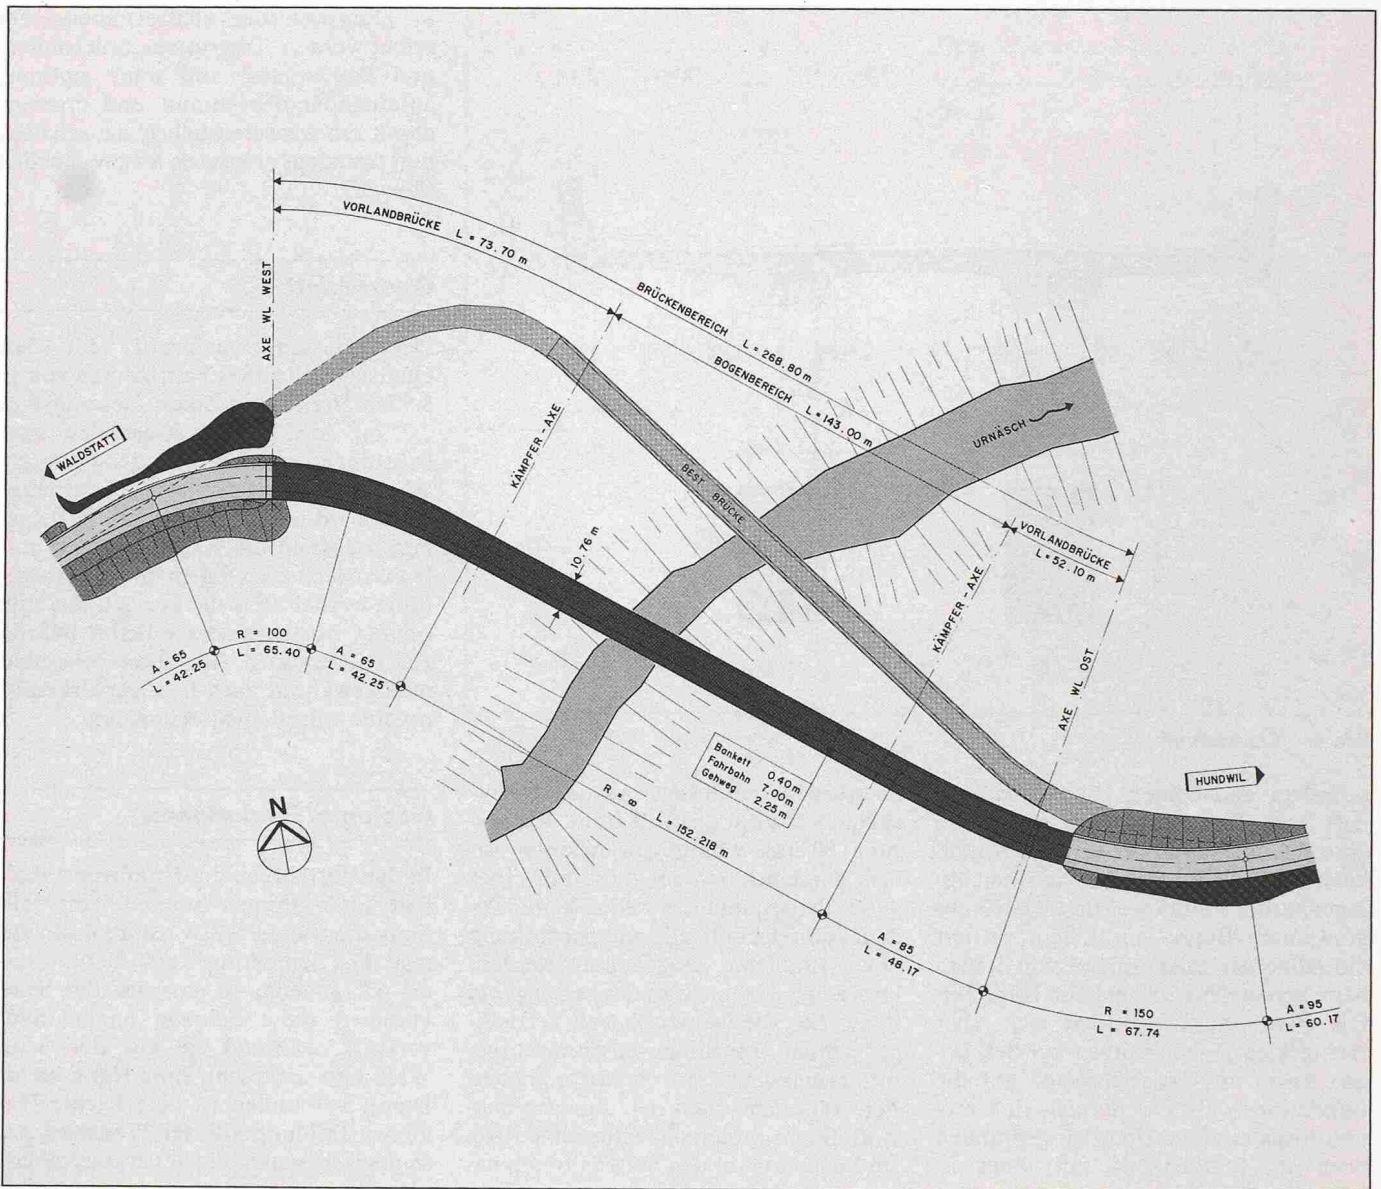 VORLANDBRÜCKE L = 73.70 m
BRÜCKENBEREICH L = 268.80 m
BOGENBEREICH L = 143.00 m
AXE WL WEST
URNÄSCH
WALDSTATT
KÄMPFER-AXE
BEST. BRÜCKE
VORLANDBRÜCKE
L = 52.10 m
10.76 m
KÄMPFER-AXE
AXE WL OST
A = 65
L = 42.25
R = 100
L = 65.40
A = 65
L = 42.25
Bankett 0.40 m
Fahrbahn 7.00 m
Gehweg 2.25 m
HUNDWIL
N
R = ∞ L = 152.218 m
A = 85
L = 48.17
R = 150
L = 67.74
A = 95
L = 60.17